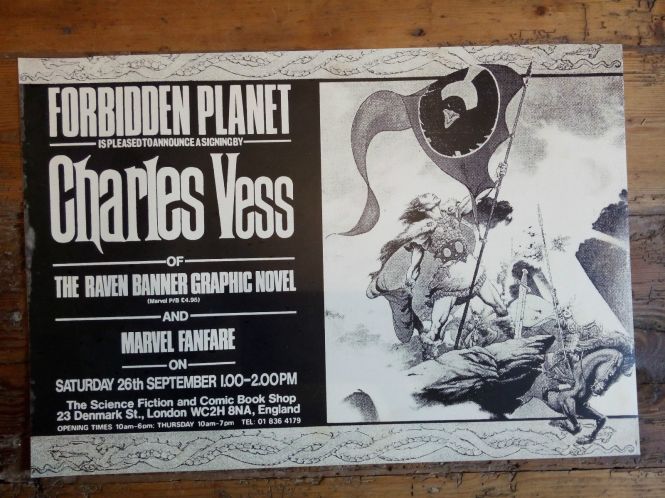 FORBIDDEN PLANET
IS PLEASED TO ANNOUNCE A SIGNING BY
Charles Vess
OF
THE RAVEN BANNER GRAPHIC NOVEL
(Marvel P/B £4.95)
AND
MARVEL FANFARE
ON
SATURDAY 26th SEPTEMBER 1.00-2.00PM
The Science Fiction and Comic Book Shop
23 Denmark St., London WC2H 8NA, England
OPENING TIMES 10am-6pm: THURSDAY 10am-7pm TEL: 01 836 4179